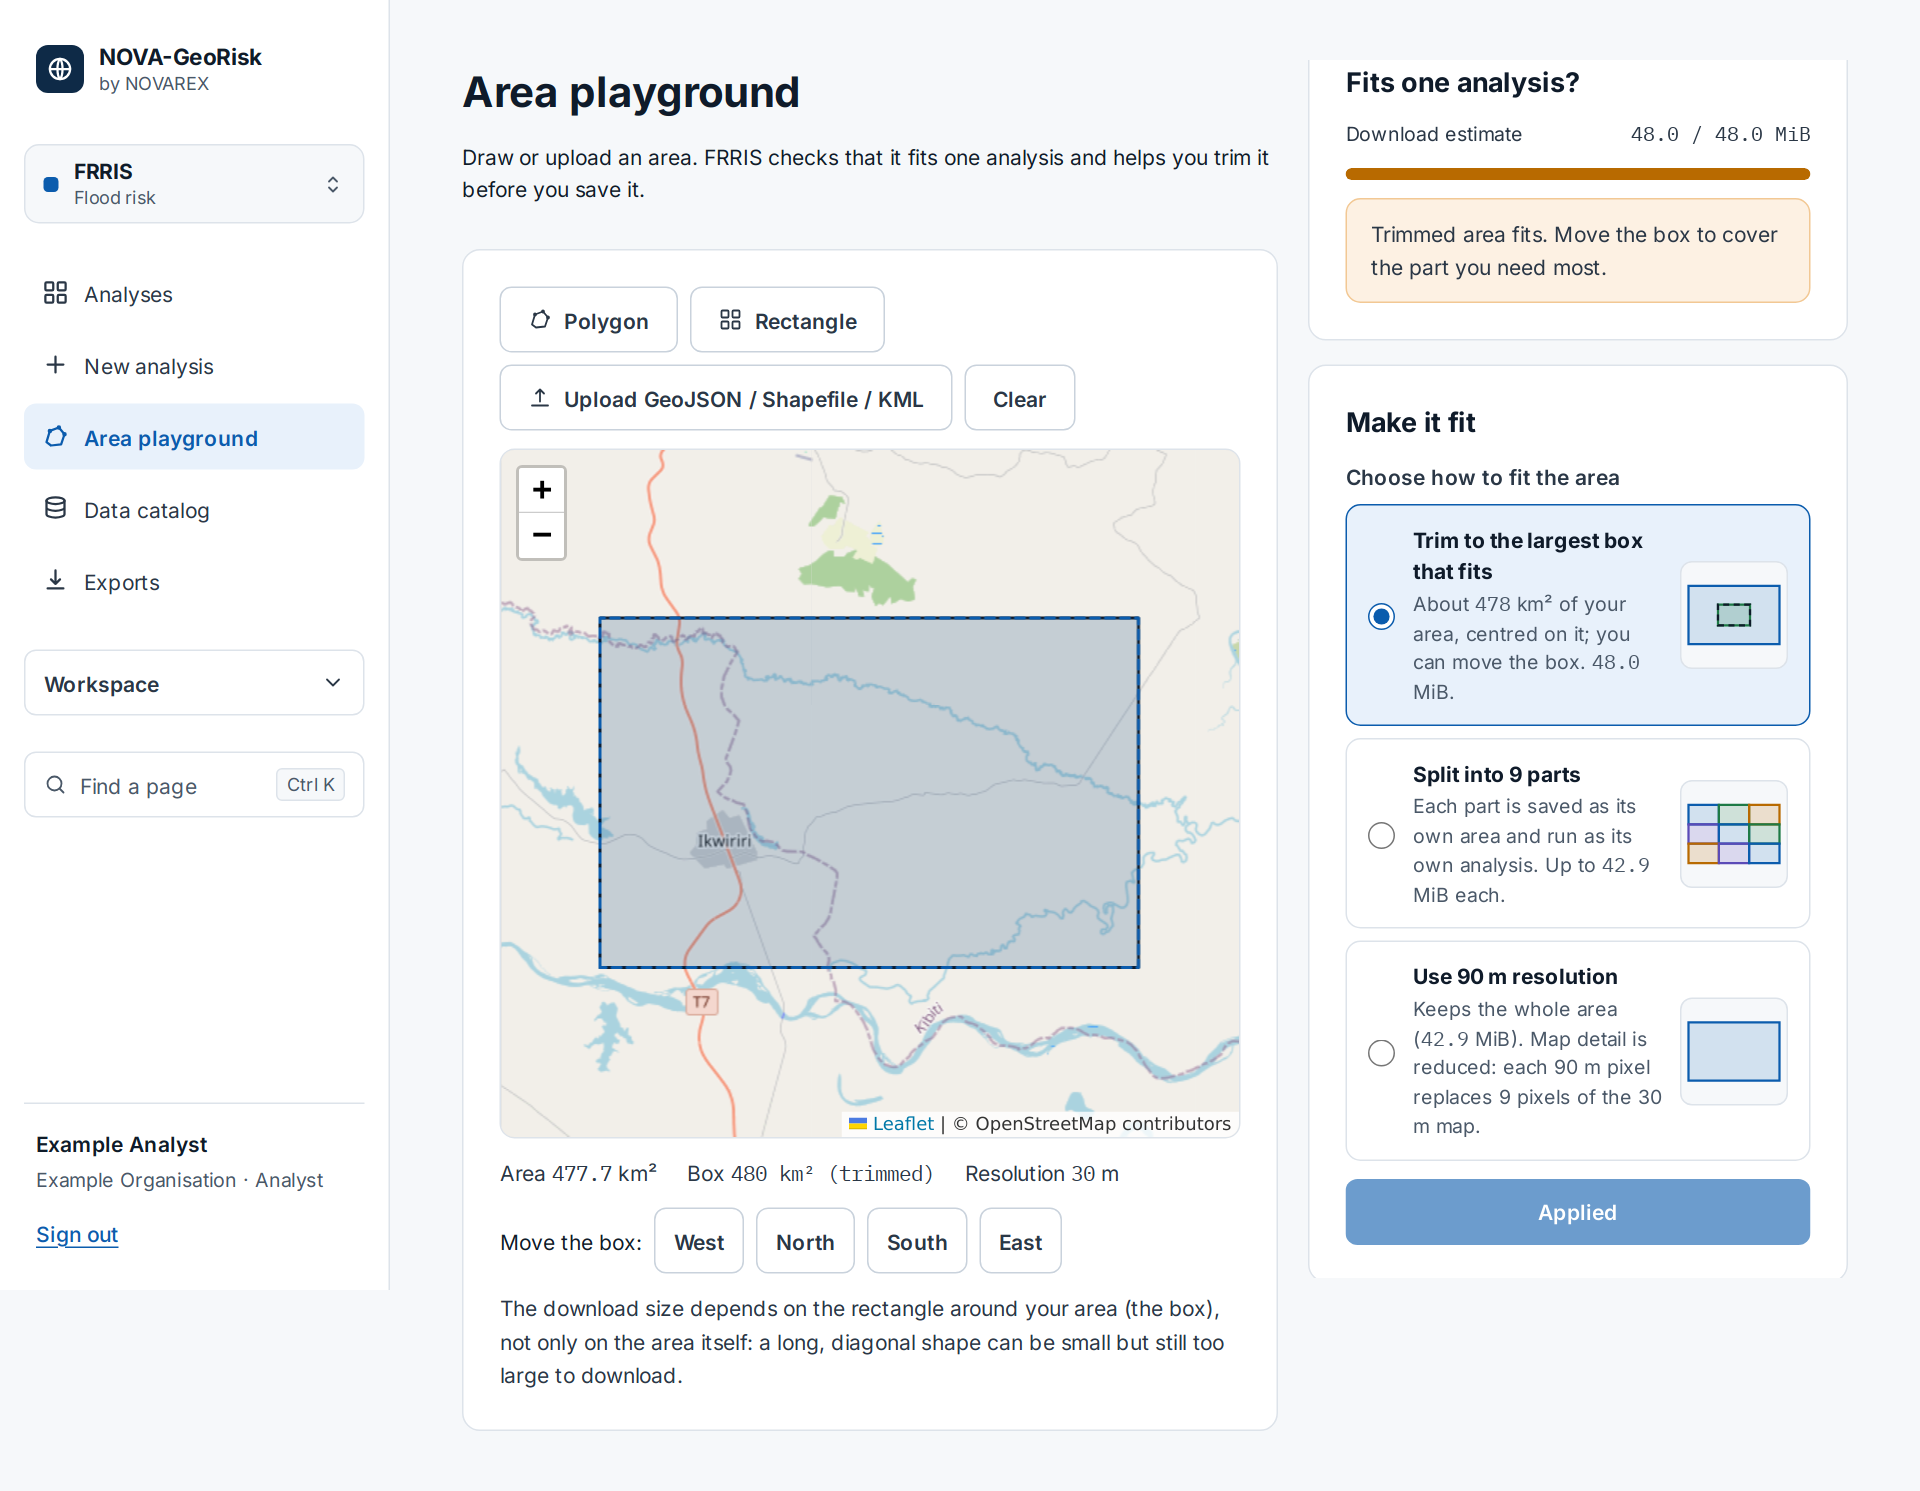 NOVA-GeoRisk
by NOVAREX
FRRIS
Flood risk
Analyses
New analysis
Area playground
Data catalog
Exports
Workspace
Find a page
Ctrl K
Example Analyst
Example Organisation · Analyst
Sign out
Area playground
Draw or upload an area. FRRIS checks that it fits one analysis and helps you trim it
before you save it.
Polygon
Rectangle
Upload GeoJSON / Shapefile / KML
Clear
+
−
Ikwiriri
T7
Kibiti
Leaflet | © OpenStreetMap contributors
Area 477.7 km²
Box 480 km² (trimmed)
Resolution 30 m
Move the box:
West
North
South
East
The download size depends on the rectangle around your area (the box),
not only on the area itself: a long, diagonal shape can be small but still too
large to download.
Fits one analysis?
Download estimate
48.0 / 48.0 MiB
Trimmed area fits. Move the box to cover
the part you need most.
Make it fit
Choose how to fit the area
Trim to the largest box
that fits
About 478 km² of your
area, centred on it; you
can move the box. 48.0
MiB.
Split into 9 parts
Each part is saved as its
own area and run as its
own analysis. Up to 42.9
MiB each.
Use 90 m resolution
Keeps the whole area
(42.9 MiB). Map detail is
reduced: each 90 m pixel
replaces 9 pixels of the 30
m map.
Applied